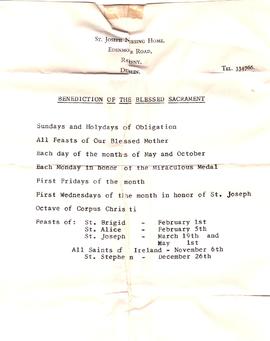 St. Joseph Nursing Home,
Edenmore Road,
Raheny,
Dublin.
Tel. 334966.
BENEDICTION OF THE BLESSED SACRAMENT
Sundays and Holydays of Obligation
All Feasts of Our Blessed Mother
Each day of the months of May and October
Each Monday in honor of the Miraculous Medal
First Fridays of the month
First Wednesdays of the month in honor of St. Joseph
Octave of Corpus Christi
Feasts of: St. Brigid - February 1st
St. Alice - February 5th
St. Joseph - March 19th and
May 1st
All Saints of Ireland - November 6th
St. Stephen - December 26th